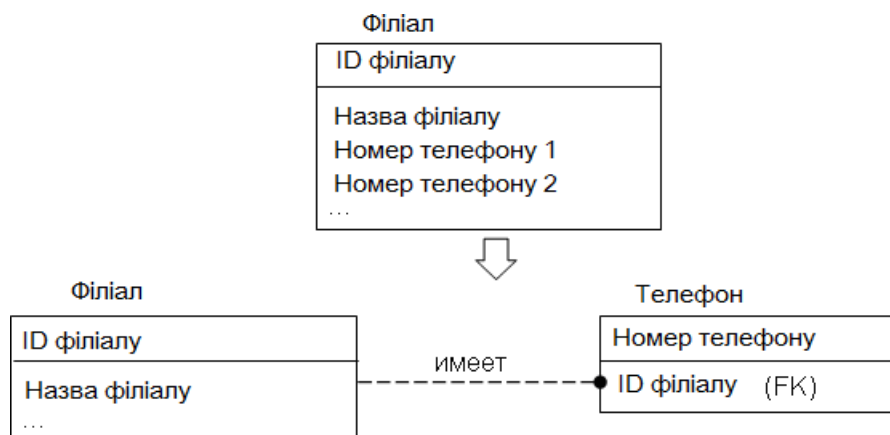 Філіал
ID філіалу
Назва філіалу
Номер телефону 1
Номер телефону 2
...
Філіал
ID філіалу
Назва філіалу
...
имеет
Телефон
Номер телефону
ID філіалу (FK)